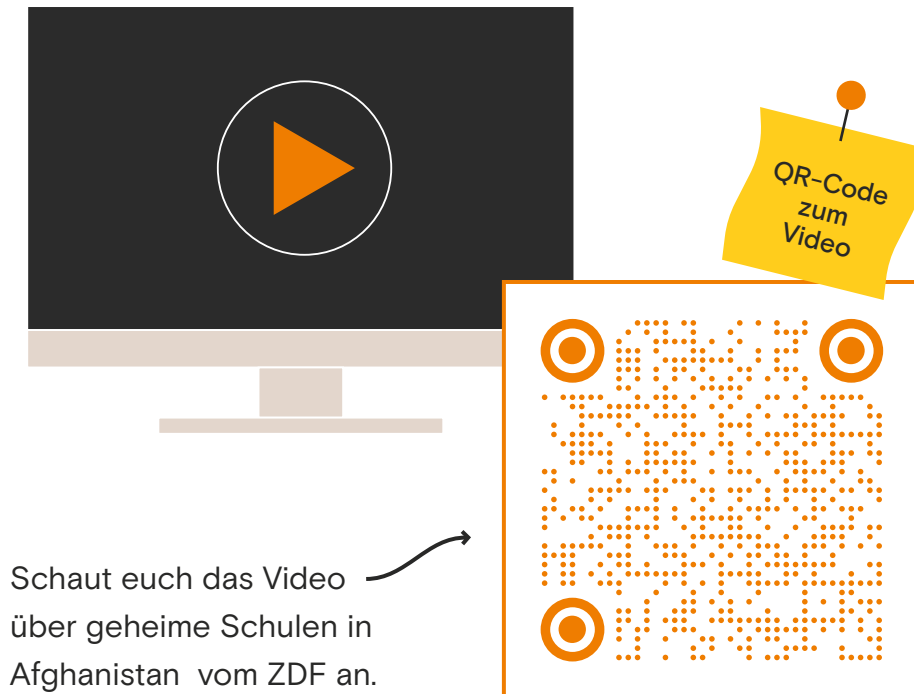 QR-Code
zum
Video
Schaut euch das Video
über geheime Schulen in
Afghanistan vom ZDF an.